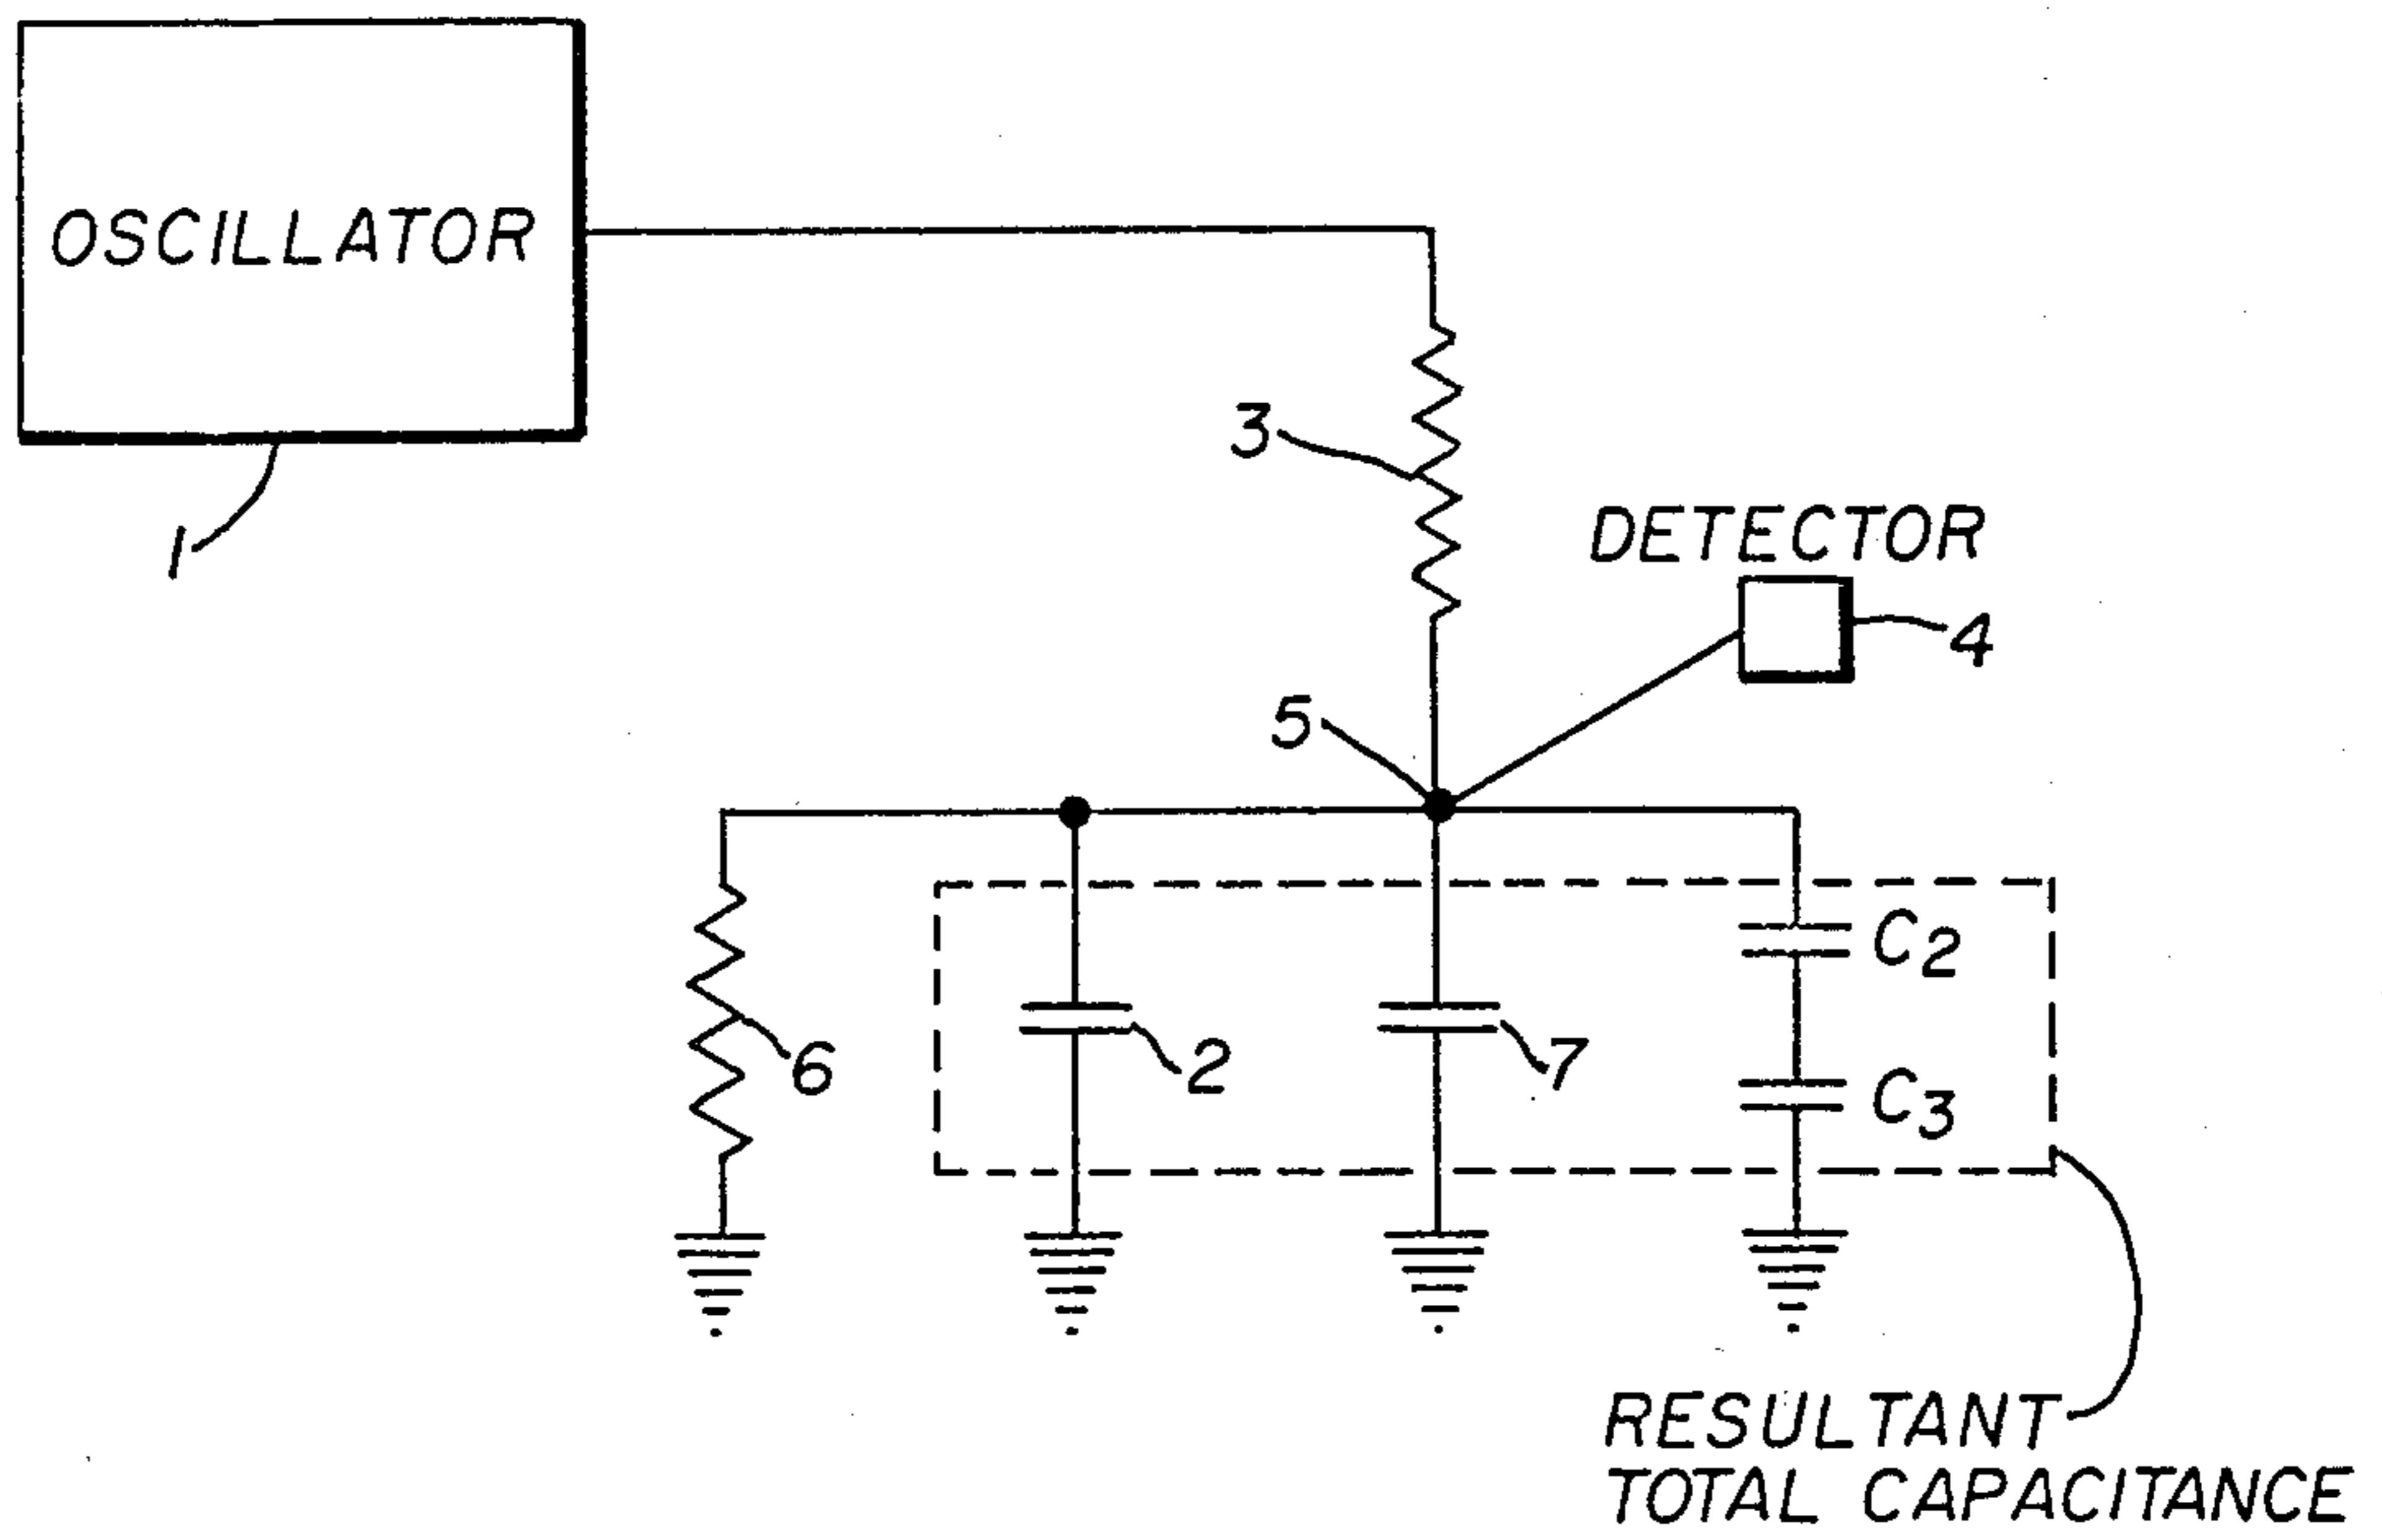 OSCILLATOR
1
3
DETECTOR
4
5
6
2
7
C2
C3
RESULTANT
TOTAL CAPACITANCE